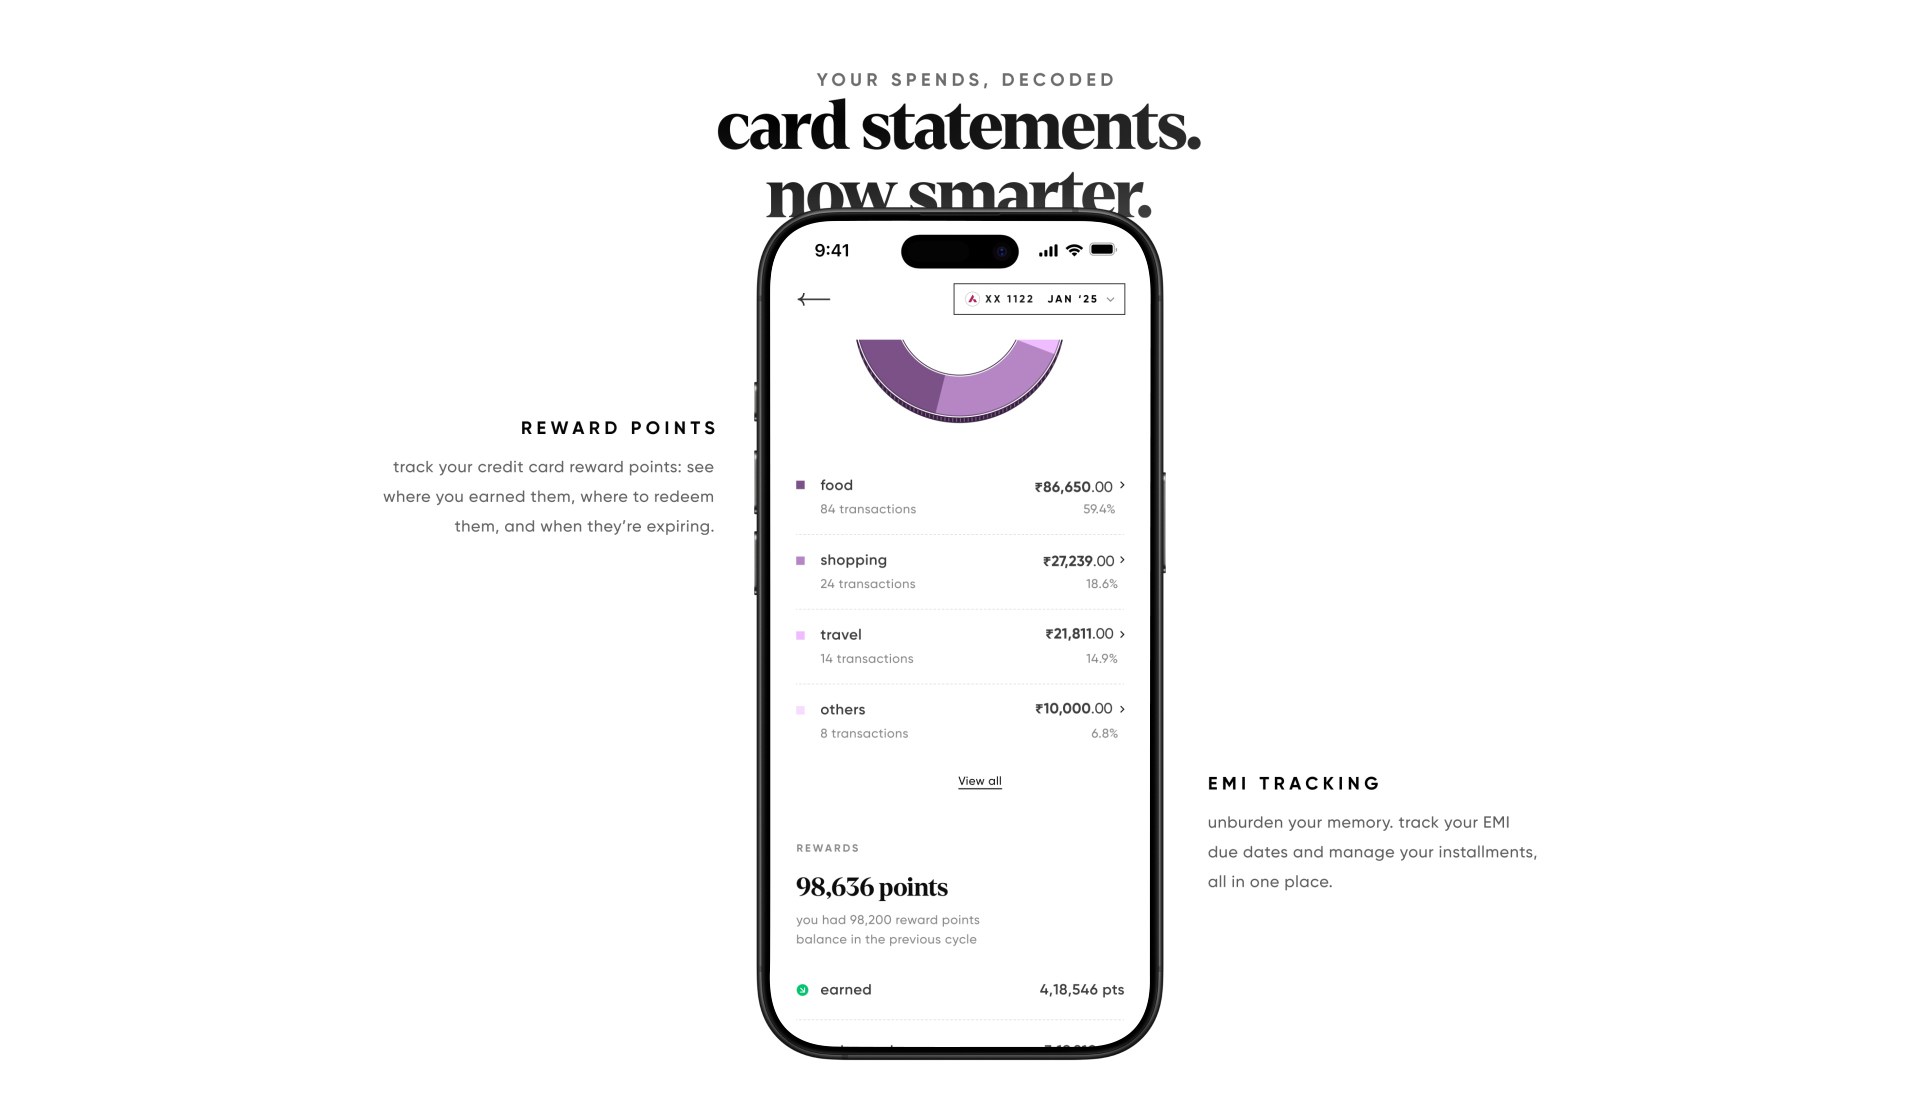 YOUR SPENDS, DECODED
card statements.
now smarter.
9:41
XX 1122 JAN ‘25
REWARD POINTS
track your credit card reward points: see
where you earned them, where to redeem
them, and when they’re expiring.
food ₹86,650.00
84 transactions 59.4%
shopping ₹27,239.00
24 transactions 18.6%
travel ₹21,811.00
14 transactions 14.9%
others ₹10,000.00
8 transactions 6.8%
View all
EMI TRACKING
unburden your memory. track your EMI
due dates and manage your installments,
all in one place.
REWARDS
98,636 points
you had 98,200 reward points
balance in the previous cycle
earned 4,18,546 pts